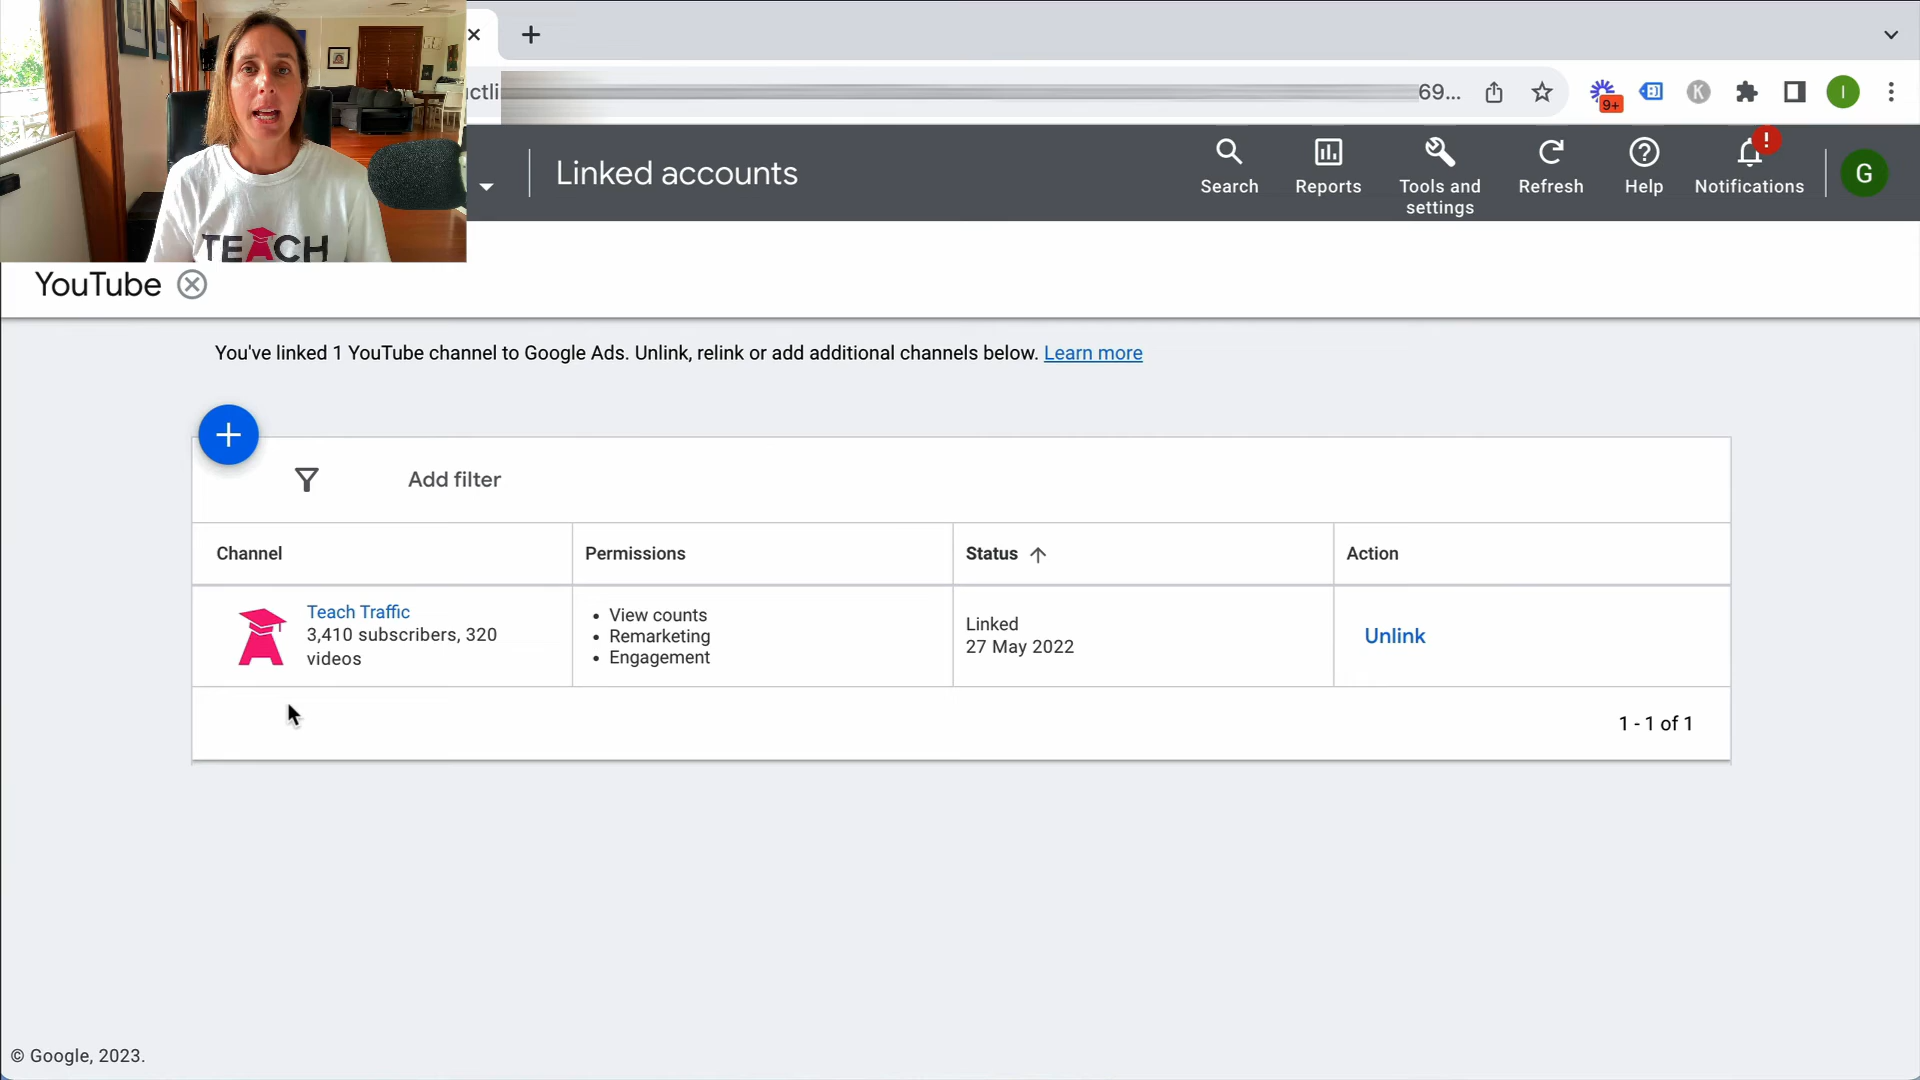 ıctli
69...
9+
K
I
Linked accounts
Search
Reports
Tools and
settings
Refresh
Help
!
Notifications
G
TEACH
YouTube
You've linked 1 YouTube channel to Google Ads. Unlink, relink or add additional channels below. Learn more
Add filter
Channel
Permissions
Status
Action
Teach Traffic
3,410 subscribers, 320
videos
• View counts
• Remarketing
• Engagement
Linked
27 May 2022
Unlink
1 - 1 of 1
© Google, 2023.